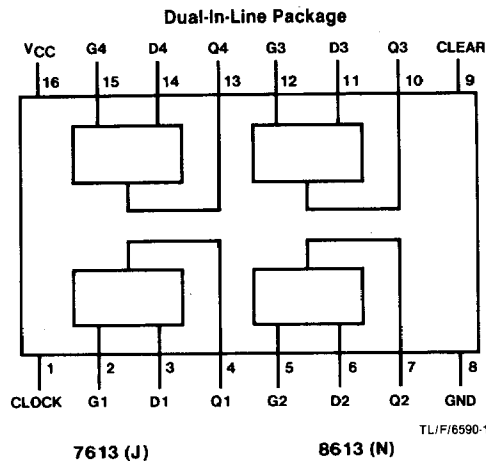 Dual-In-Line Package
VCC G4 D4 Q4 G3 D3 Q3 CLEAR
16 15 14 13 12 11 10 9
1 2 3 4 5 6 7 8
CLOCK G1 D1 Q1 G2 D2 Q2 GND
TL/F/6590-1
7613 (J) 8613 (N)